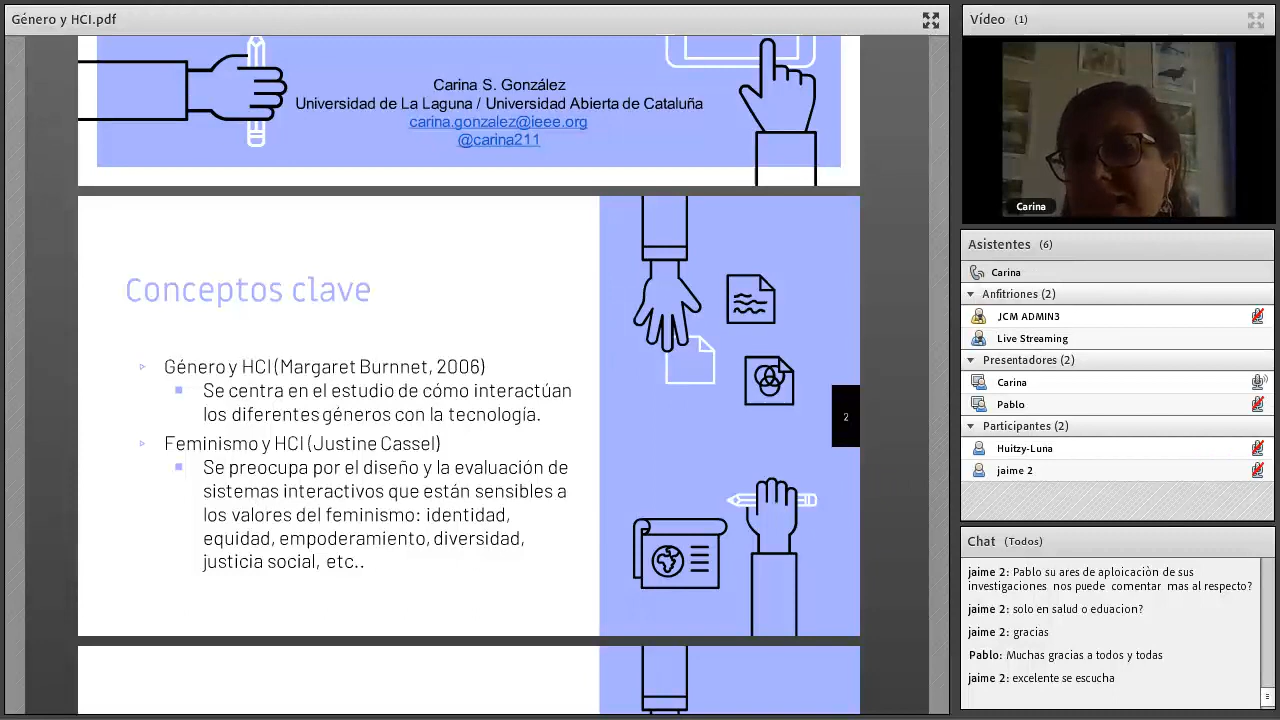 Género y HCI.pdf
Carina S. González
Universidad de La Laguna / Universidad Abierta de Cataluña
carina.gonzalez@ieee.org
@carina211
Conceptos clave
Género y HCI (Margaret Burnnet, 2006)
Se centra en el estudio de cómo interactúan
los diferentes géneros con la tecnología.
Feminismo y HCI (Justine Cassel)
Se preocupa por el diseño y la evaluación de
sistemas interactivos que están sensibles a
los valores del feminismo: identidad,
equidad, empoderamiento, diversidad,
justicia social, etc..
2
Vídeo (1)
Carina
Asistentes (6)
Carina
Anfitriones (2)
JCM ADMIN3
Live Streaming
Presentadores (2)
Carina
Pablo
Participantes (2)
Huitzy-Luna
jaime 2
Chat (Todos)
jaime 2: Pablo su ares de aploicaciòn de sus
investigaciones nos puede comentar mas al respecto?
jaime 2: solo en salud o eduacion?
jaime 2: gracias
Pablo: Muchas gracias a todos y todas
jaime 2: excelente se escucha